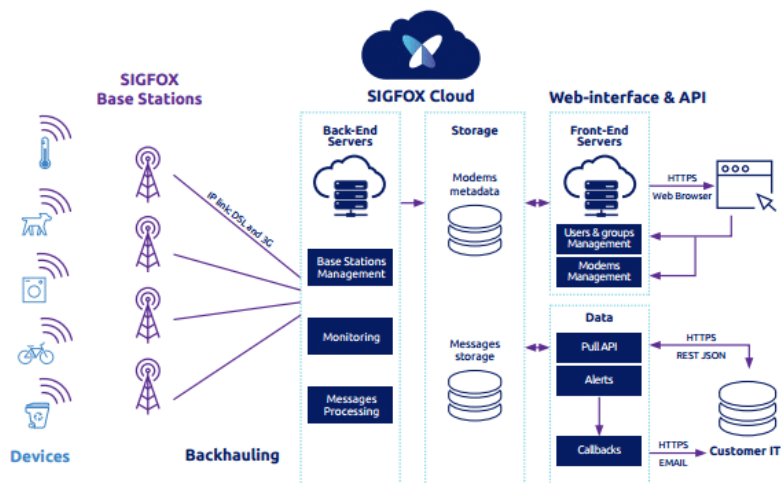 SIGFOX
Base Stations
SIGFOX Cloud
Web-interface & API
Back-End
Servers
Storage
Front-End
Servers
Modems
metadata
HTTPS
Web Browser
IP link: DSL and 3G
Users & groups
Management
Modems
Management
Base Stations
Management
Monitoring
Messages
Processing
Messages
storage
Data
Pull API
Alerts
Callbacks
HTTPS
REST JSON
HTTPS
EMAIL
Customer IT
Devices
Backhauling